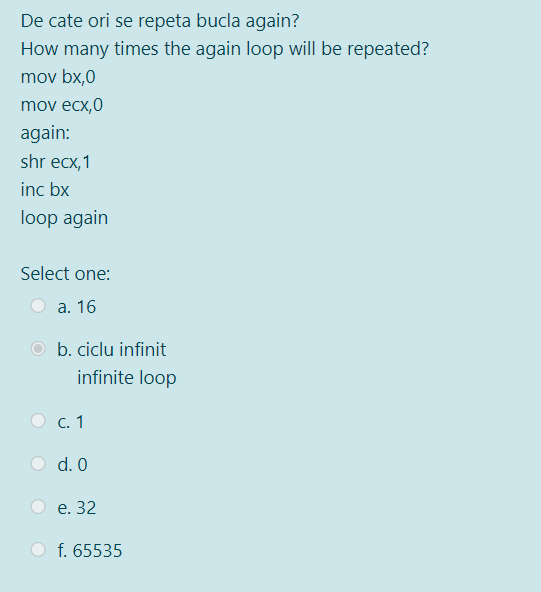 De cate ori se repeta bucla again?
How many times the again loop will be repeated?
mov bx,0
mov ecx,0
again:
shr ecx,1
inc bx
loop again
Select one:
a. 16
b. ciclu infinit
infinite loop
c. 1
d. 0
e. 32
f. 65535